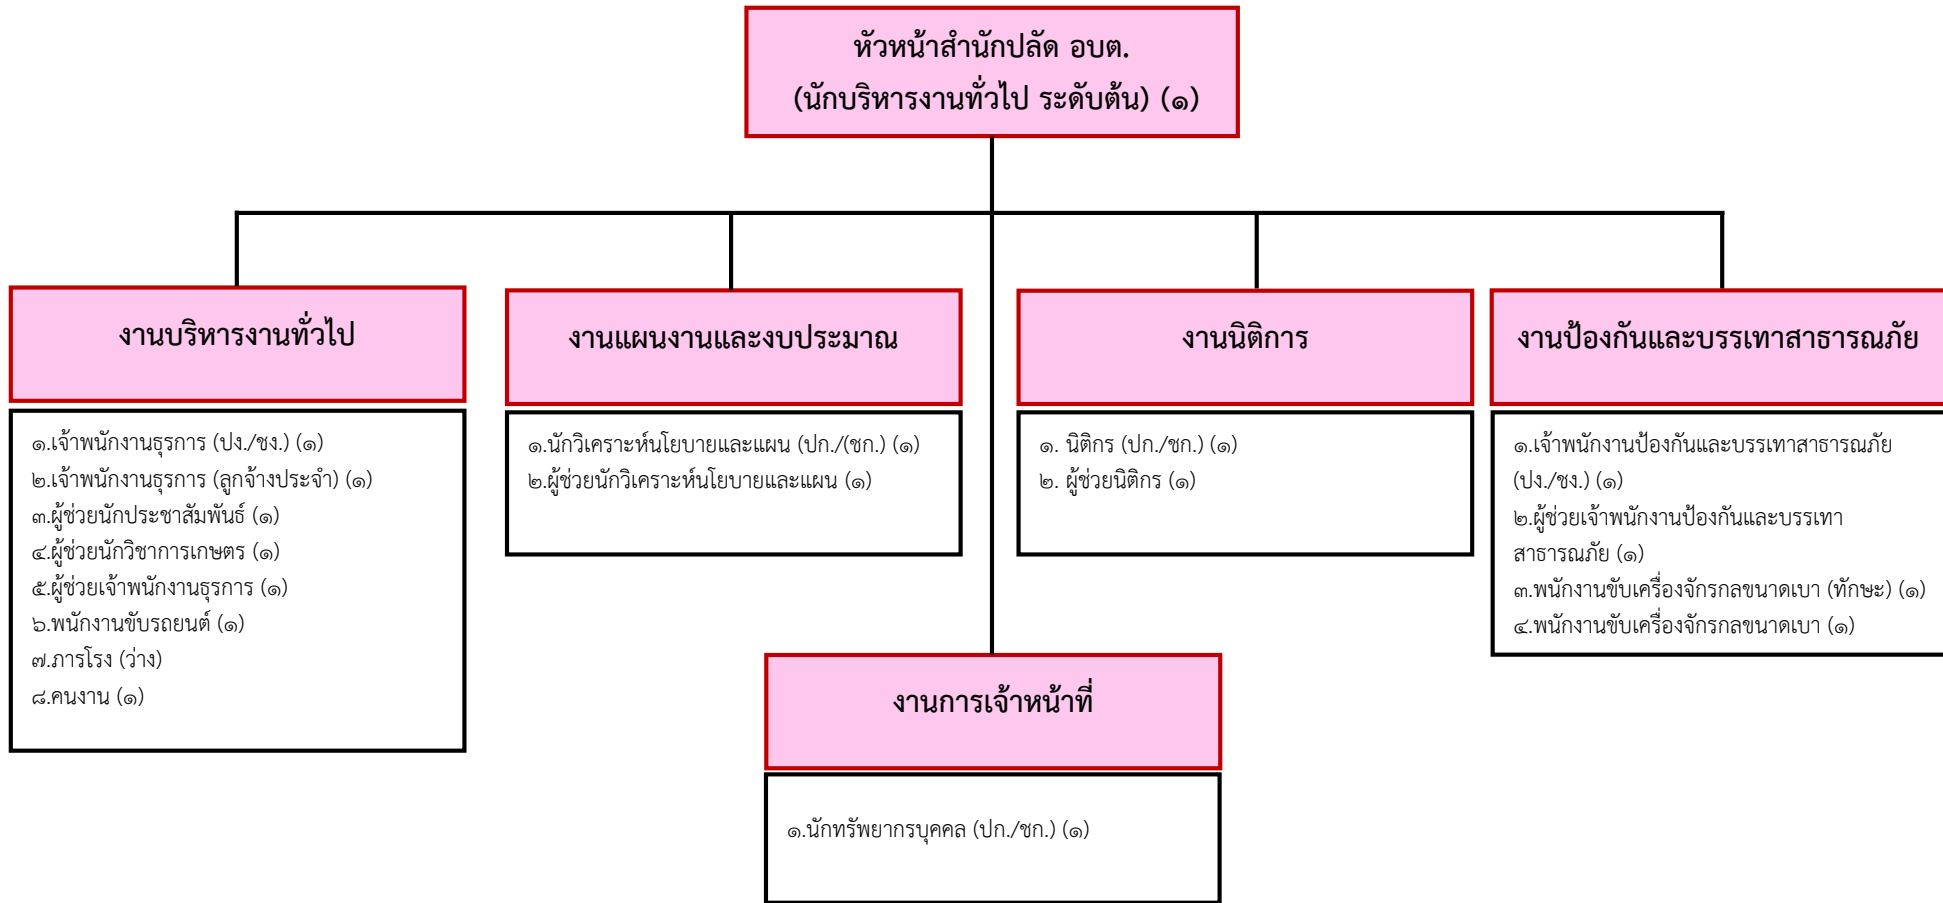 หัวหน้าสำนักปลัด อบต.
(นักบริหารงานทั่วไป ระดับต้น) (๑)
งานบริหารงานทั่วไป
๑.เจ้าพนักงานธุรการ (ปง./ชง.) (๑)
๒.เจ้าพนักงานธุรการ (ลูกจ้างประจำ) (๑)
๓.ผู้ช่วยนักประชาสัมพันธ์ (๑)
๔.ผู้ช่วยนักวิชาการเกษตร (๑)
๕.ผู้ช่วยเจ้าพนักงานธุรการ (๑)
๖.พนักงานขับรถยนต์ (๑)
๗.ภารโรง (ว่าง)
๘.คนงาน (๑)
งานแผนงานและงบประมาณ
๑.นักวิเคราะห์นโยบายและแผน (ปก./(ชก.) (๑)
๒.ผู้ช่วยนักวิเคราะห์นโยบายและแผน (๑)
งานนิติการ
๑. นิติกร (ปก./ชก.) (๑)
๒. ผู้ช่วยนิติกร (๑)
งานป้องกันและบรรเทาสาธารณภัย
๑.เจ้าพนักงานป้องกันและบรรเทาสาธารณภัย
(ปง./ชง.) (๑)
๒.ผู้ช่วยเจ้าพนักงานป้องกันและบรรเทา
สาธารณภัย (๑)
๓.พนักงานขับเครื่องจักรกลขนาดเบา (ทักษะ) (๑)
๔.พนักงานขับเครื่องจักรกลขนาดเบา (๑)
งานการเจ้าหน้าที่
๑.นักทรัพยากรบุคคล (ปก./ชก.) (๑)